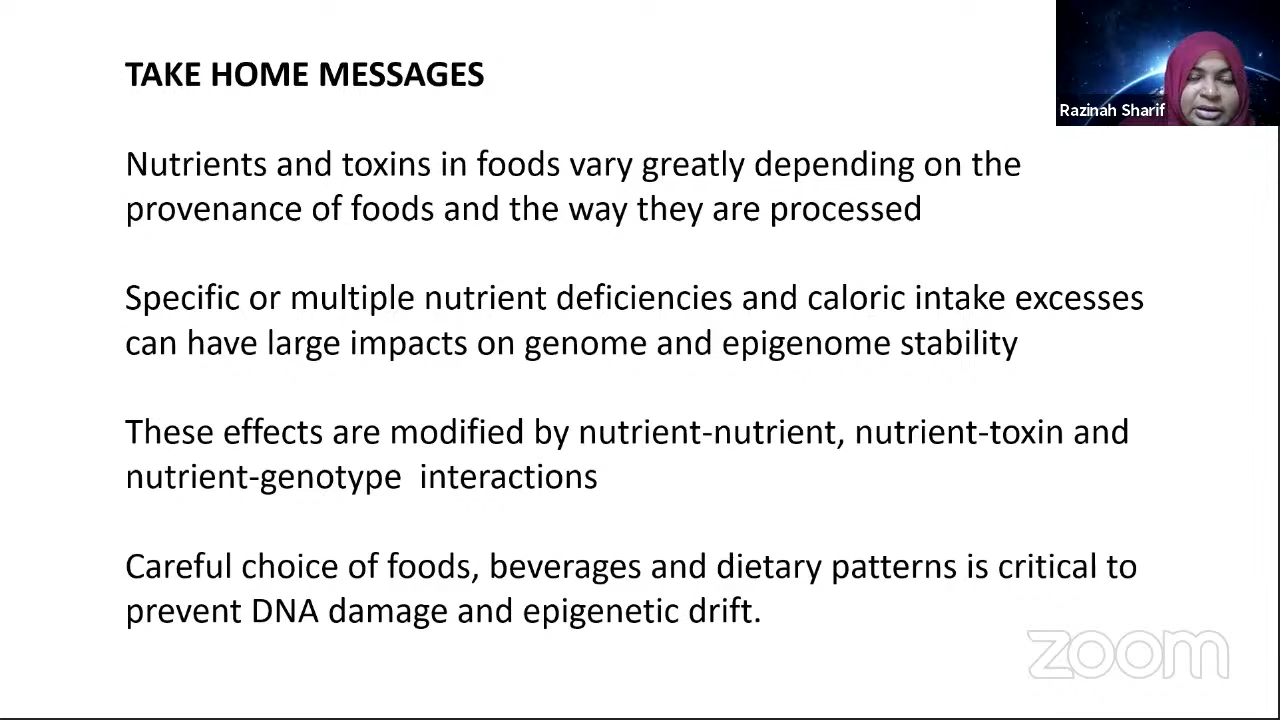 TAKE HOME MESSAGES
Razinah Sharif
Nutrients and toxins in foods vary greatly depending on the
provenance of foods and the way they are processed
Specific or multiple nutrient deficiencies and caloric intake excesses
can have large impacts on genome and epigenome stability
These effects are modified by nutrient-nutrient, nutrient-toxin and
nutrient-genotype  interactions
Careful choice of foods, beverages and dietary patterns is critical to
prevent DNA damage and epigenetic drift.
zoom